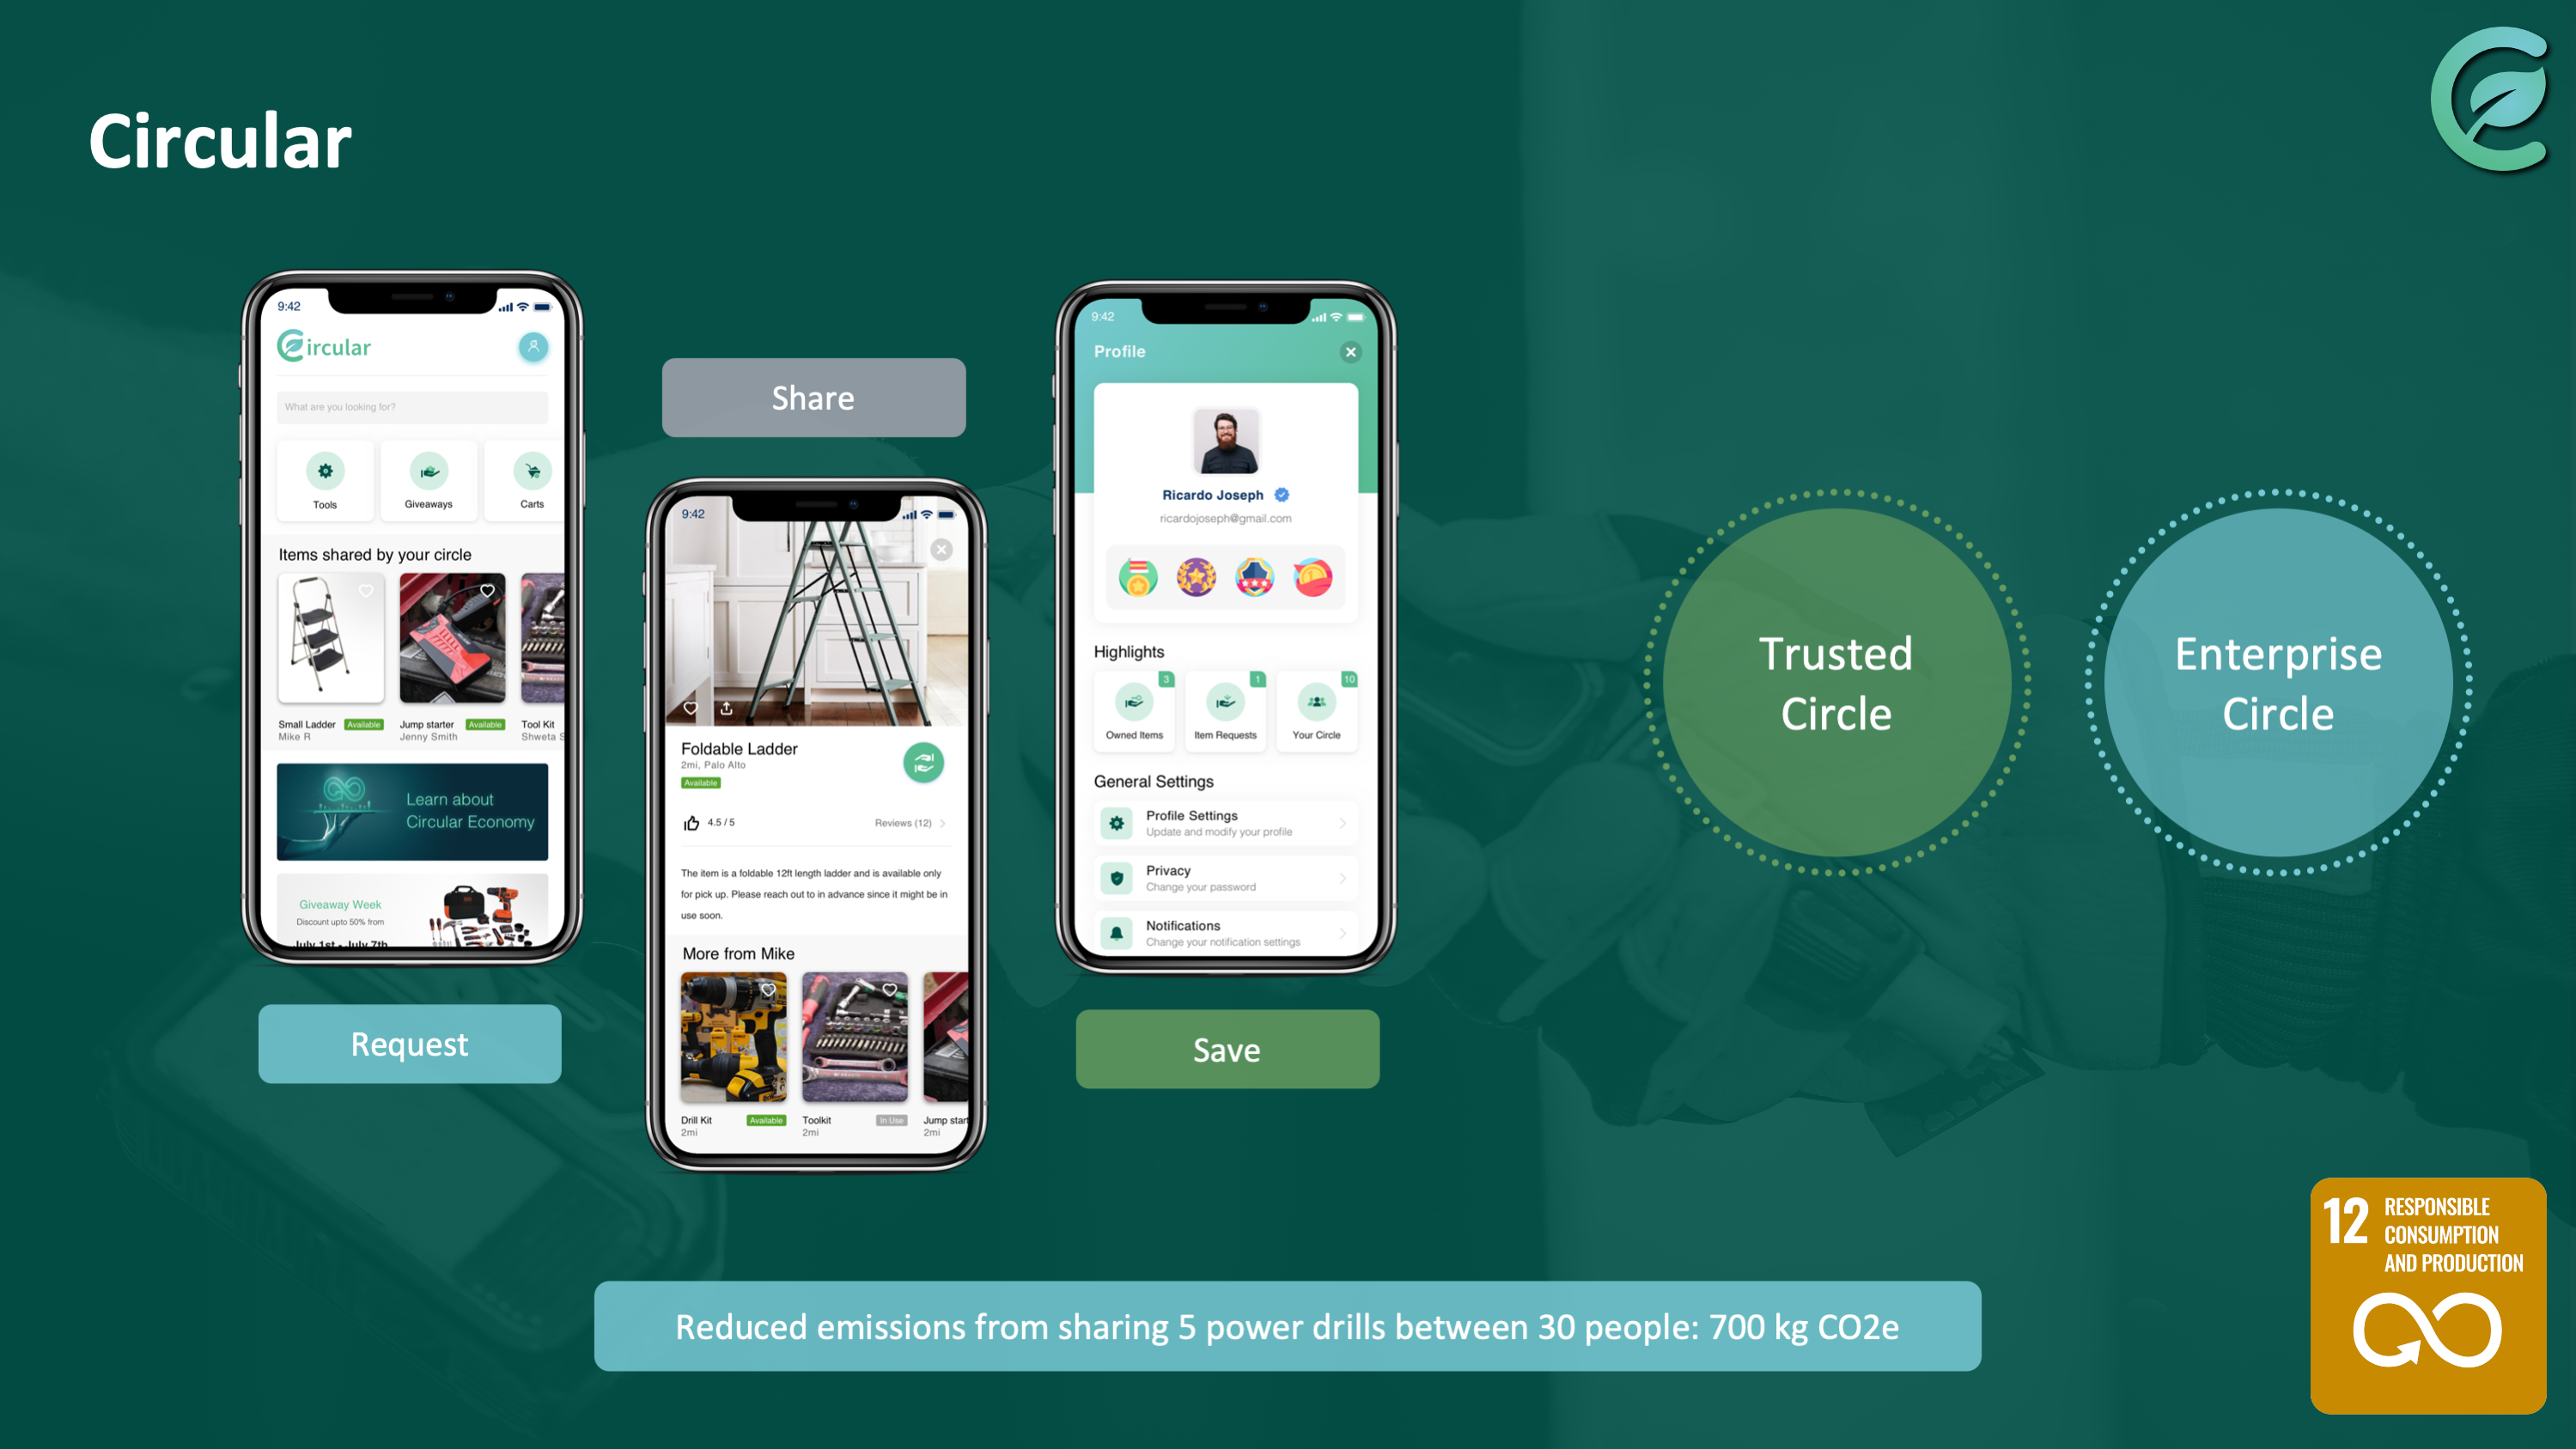 Circular
9:42
Circular
What are you looking for?
Tools
Giveaways
Carts
Items shared by your circle
Small Ladder Available
Mike R
Jump starter Available
Jenny Smith
Tool Kit
Shweta S
Learn about
Circular Economy
Giveaway Week
Discount upto 50% from
July 1st - July 7th
Request
Share
9:42
Foldable Ladder
2mi, Palo Alto
Available
4.5 / 5
Reviews (12)
The item is a foldable 12ft length ladder and is available only
for pick up. Please reach out to in advance since it might be in
use soon.
More from Mike
Drill Kit Available
2mi
Toolkit In Use
2mi
Jump star
2mi
9:42
Profile
Ricardo Joseph
ricardojoseph@gmail.com
Highlights
3
Owned Items
1
Item Requests
10
Your Circle
General Settings
Profile Settings
Update and modify your profile
Privacy
Change your password
Notifications
Change your notification settings
Save
Trusted
Circle
Enterprise
Circle
Reduced emissions from sharing 5 power drills between 30 people: 700 kg CO2e
12 RESPONSIBLE
CONSUMPTION
AND PRODUCTION